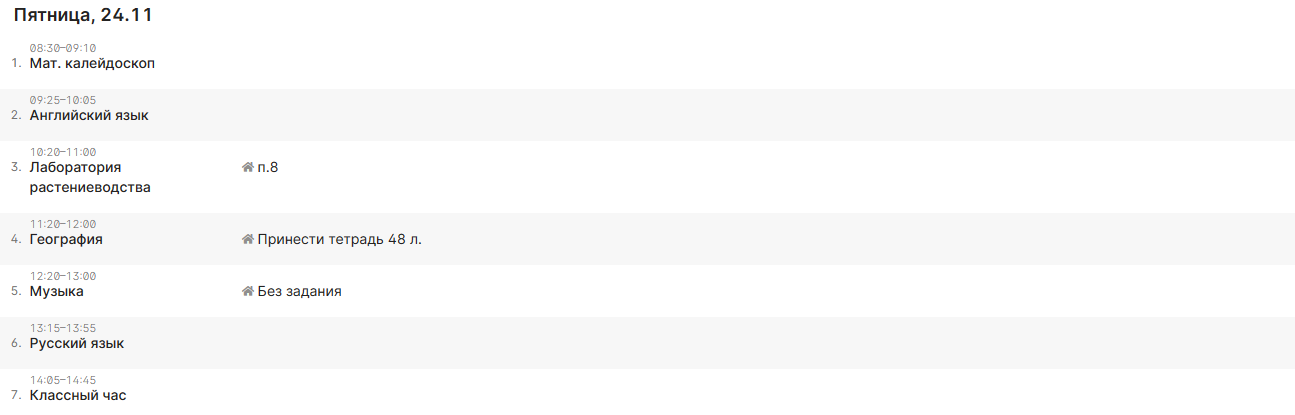 Пятница, 24.11
08:30–09:10
1. Мат. калейдоскоп
09:25–10:05
2. Английский язык
10:20–11:00
3. Лаборатория п.8
растениеводства
11:20–12:00
4. География Принести тетрадь 48 л.
12:20–13:00
5. Музыка Без задания
13:15–13:55
6. Русский язык
14:05–14:45
7. Классный час